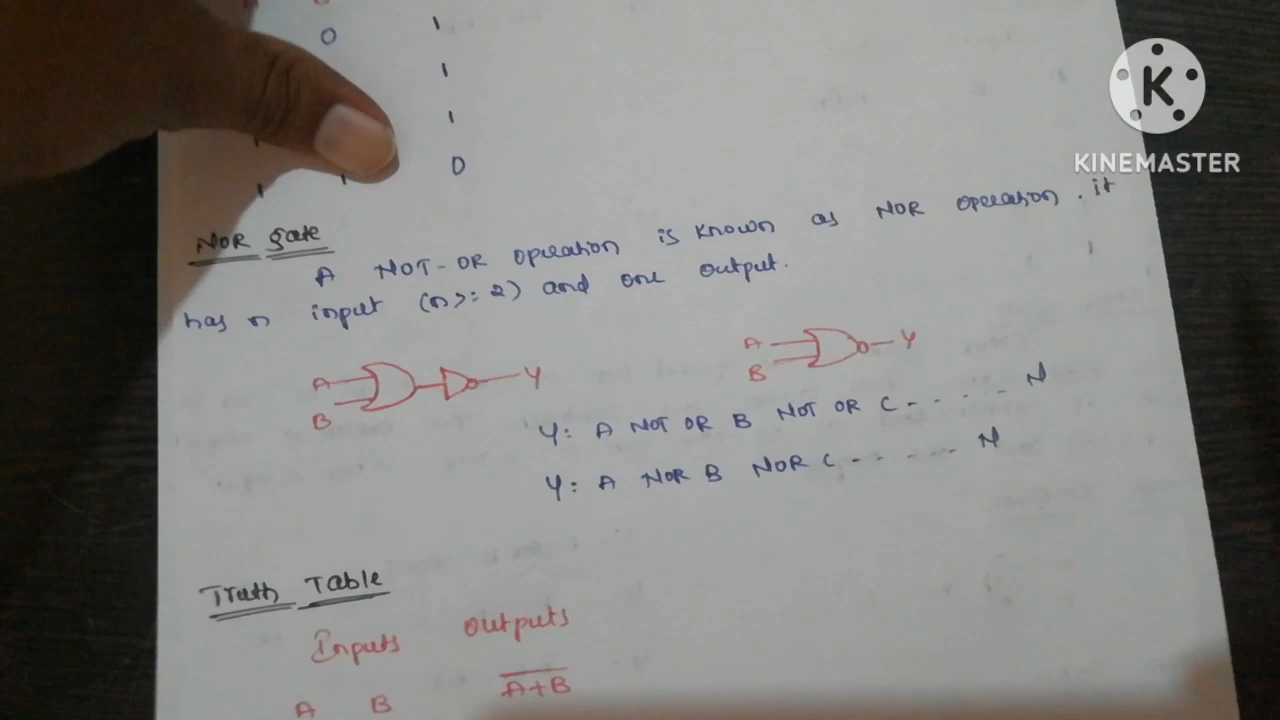 0 1
1
1
0
NOR gate
A NOT-OR operation is known as NOR operation. it
has n input (n>=2) and one output.
A
B
Y
A
B
Y
Y: A NOT OR B NOT OR C - - - - - N
Y: A NOR B NOR C - - - - - - N
Truth Table
Inputs Outputs
A B A+B
K
KINEMASTER